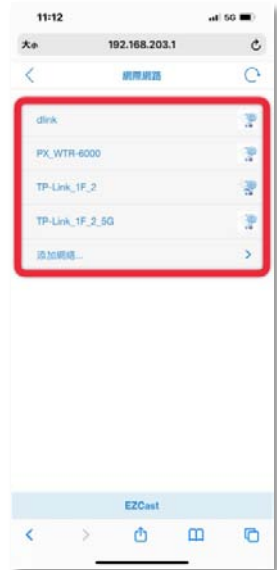 11:12
5G
大小
192.168.203.1
網際網路
dlink
PX_WTR-6000
TP-Link_1F_2
TP-Link_1F_2_5G
添加網絡...
EZCast